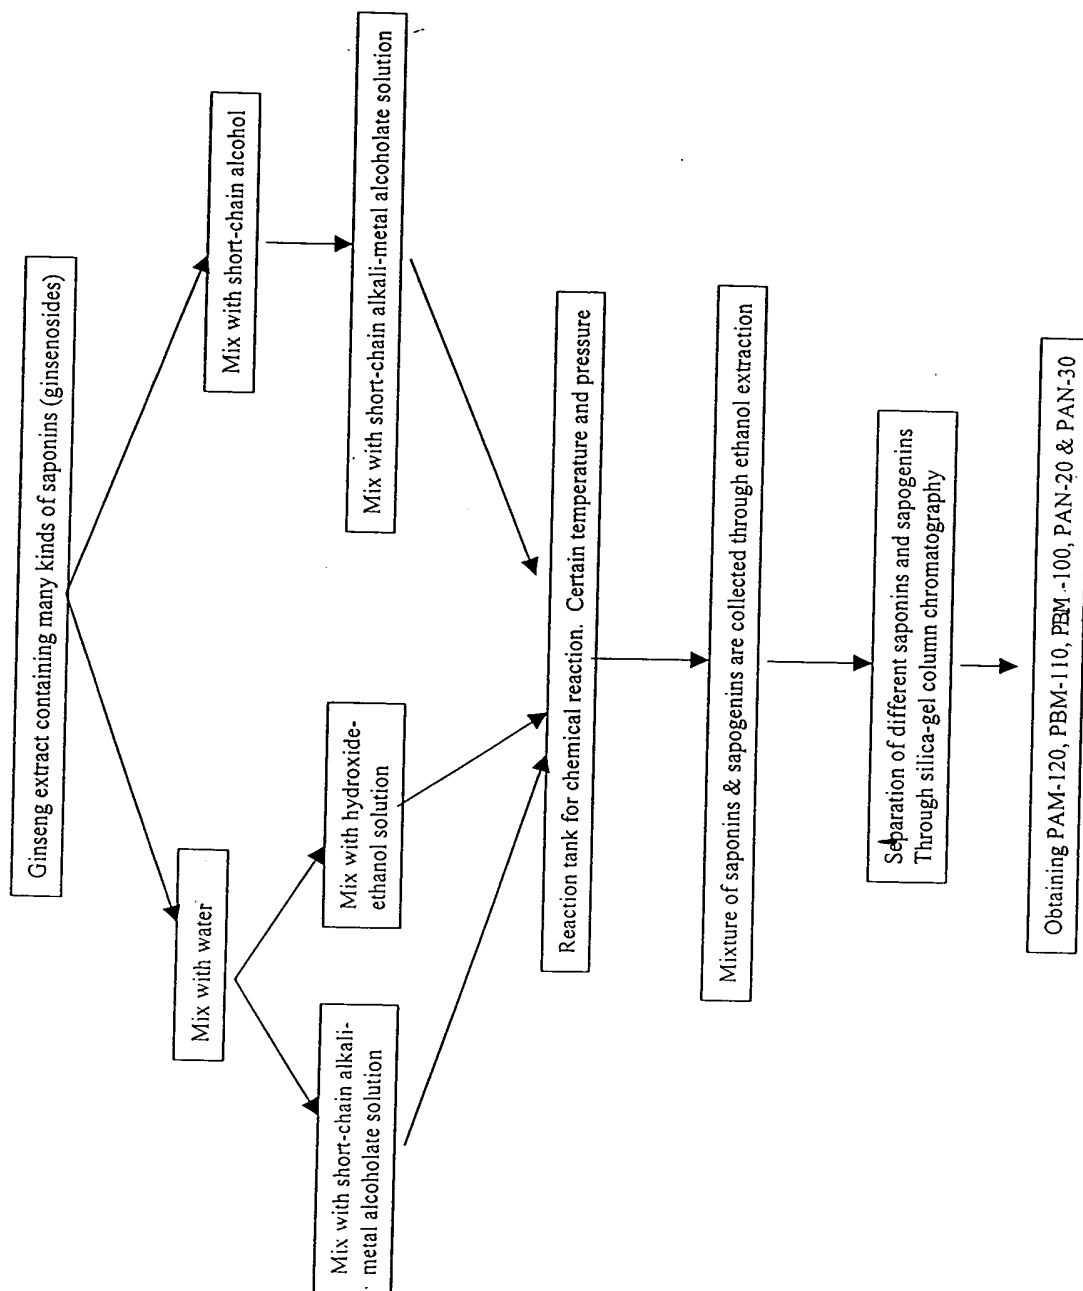 Ginseng extract containing many kinds of saponins (ginsenosides)
Mix with water
Mix with short-chain alcohol
Mix with short-chain alkali-
metal alcoholate solution
Mix with hydroxide-
ethanol solution
Mix with short-chain alkali-metal alcoholate solution
Reaction tank for chemical reaction. Certain temperature and pressure
Mixture of saponins & sapogenins are collected through ethanol extraction
Separation of different saponins and sapogenins
Through silica-gel column chromatography
Obtaining PAM-120, PBM-110, PBM -100, PAN-20 & PAN-30